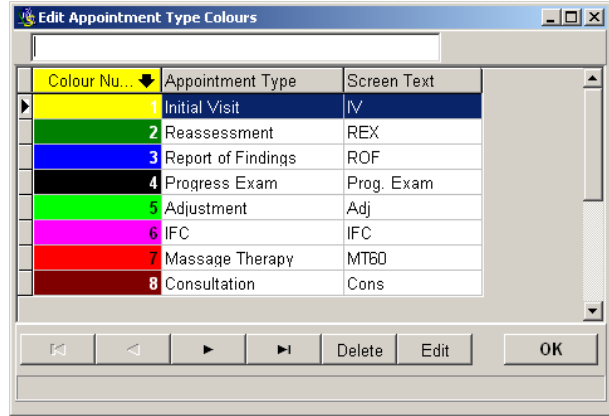 Edit Appointment Type Colours
Colour Nu... Appointment Type Screen Text
1 Initial Visit IV
2 Reassessment REX
3 Report of Findings ROF
4 Progress Exam Prog. Exam
5 Adjustment Adj
6 IFC IFC
7 Massage Therapy MT60
8 Consultation Cons
Delete Edit OK